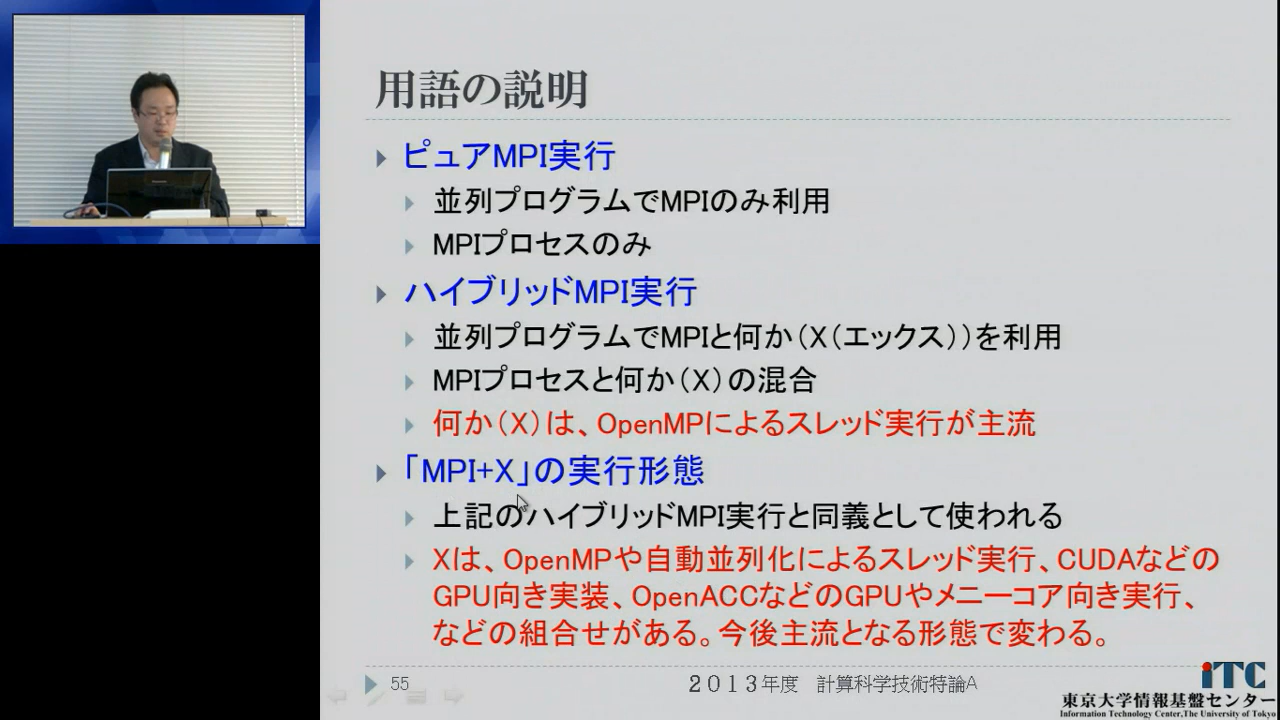 用語の説明
ピュアMPI実行
並列プログラムでMPIのみ利用
MPIプロセスのみ
ハイブリッドMPI実行
並列プログラムでMPIと何か（X（エックス））を利用
MPIプロセスと何か（X）の混合
何か（X）は、OpenMPによるスレッド実行が主流
「MPI+X」の実行形態
上記のハイブリッドMPI実行と同義として使われる
Xは、OpenMPや自動並列化によるスレッド実行、CUDAなどの
GPU向き実装、OpenACCなどのGPUやメニーコア向き実行、
などの組合せがある。今後主流となる形態で変わる。
55
２０１３年度　計算科学技術特論A
iTC
東京大学情報基盤センター
Information Technology Center,The University of Tokyo